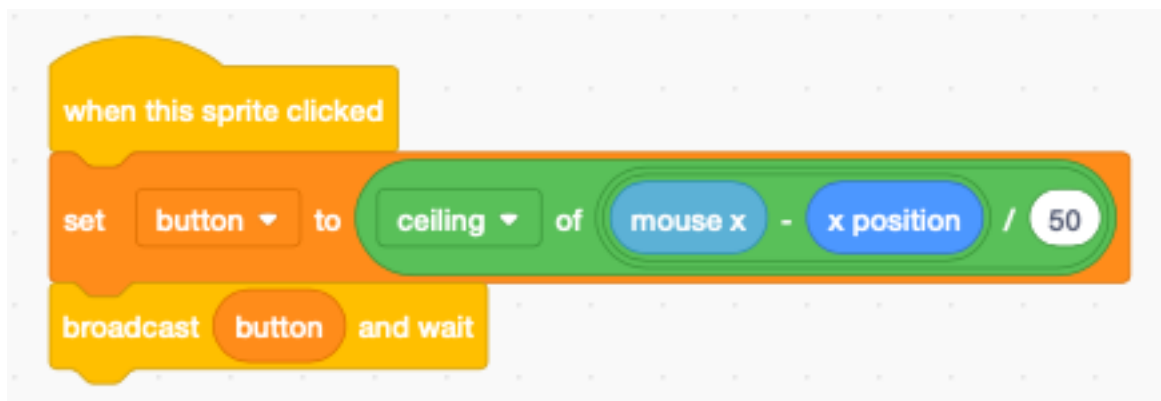 when this sprite clicked
set button to ceiling of mouse x - x position / 50
broadcast button and wait